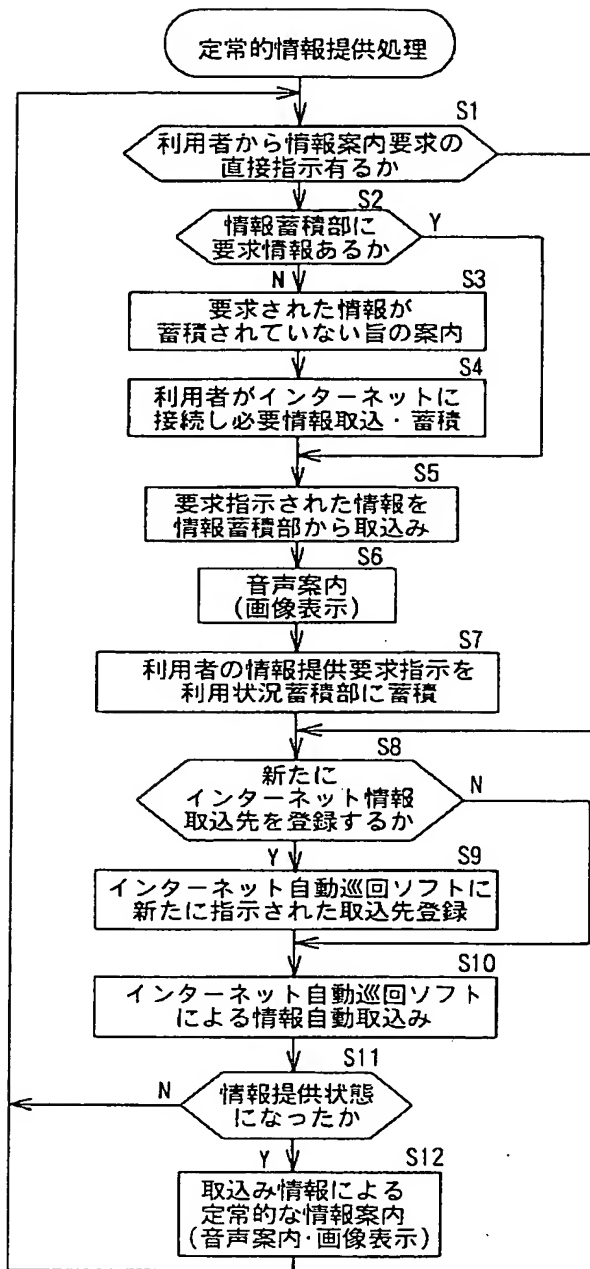 定常的情報提供処理
S1
利用者から情報案内要求の
直接指示有るか
S2
情報蓄積部に
要求情報あるか
Y
N
S3
要求された情報が
蓄積されていない旨の案内
S4
利用者がインターネットに
接続し必要情報取込・蓄積
S5
要求指示された情報を
情報蓄積部から取込み
S6
音声案内
(画像表示)
S7
利用者の情報提供要求指示を
利用状況蓄積部に蓄積
S8
新たに
インターネット情報
取込先を登録するか
N
Y
S9
インターネット自動巡回ソフトに
新たに指示された取込先登録
S10
インターネット自動巡回ソフト
による情報自動取込み
S11
情報提供状態
になったか
N
Y
S12
取込み情報による
定常的な情報案内
(音声案内・画像表示)